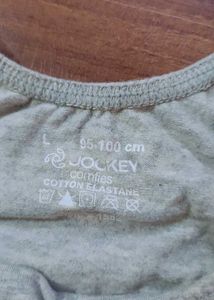 L 95-100 cm
JOCKEY
comfies
COTTON ELASTANE